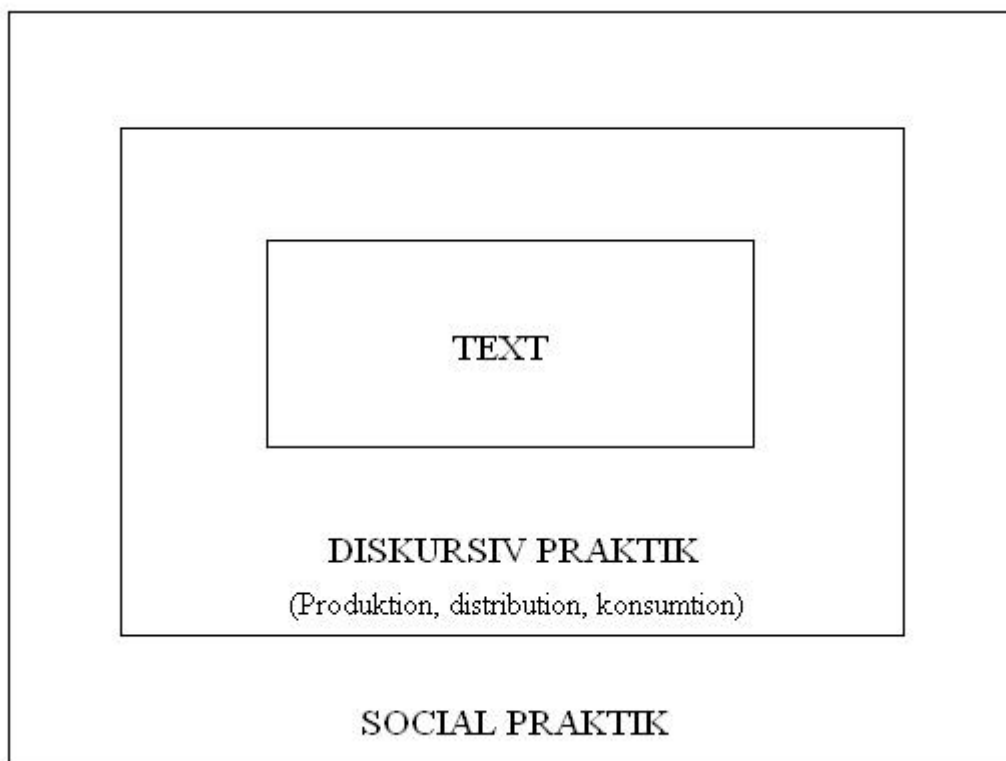 TEXT
DISKURSIV PRAKTIK
(Produktion, distribution, konsumtion)
SOCIAL PRAKTIK